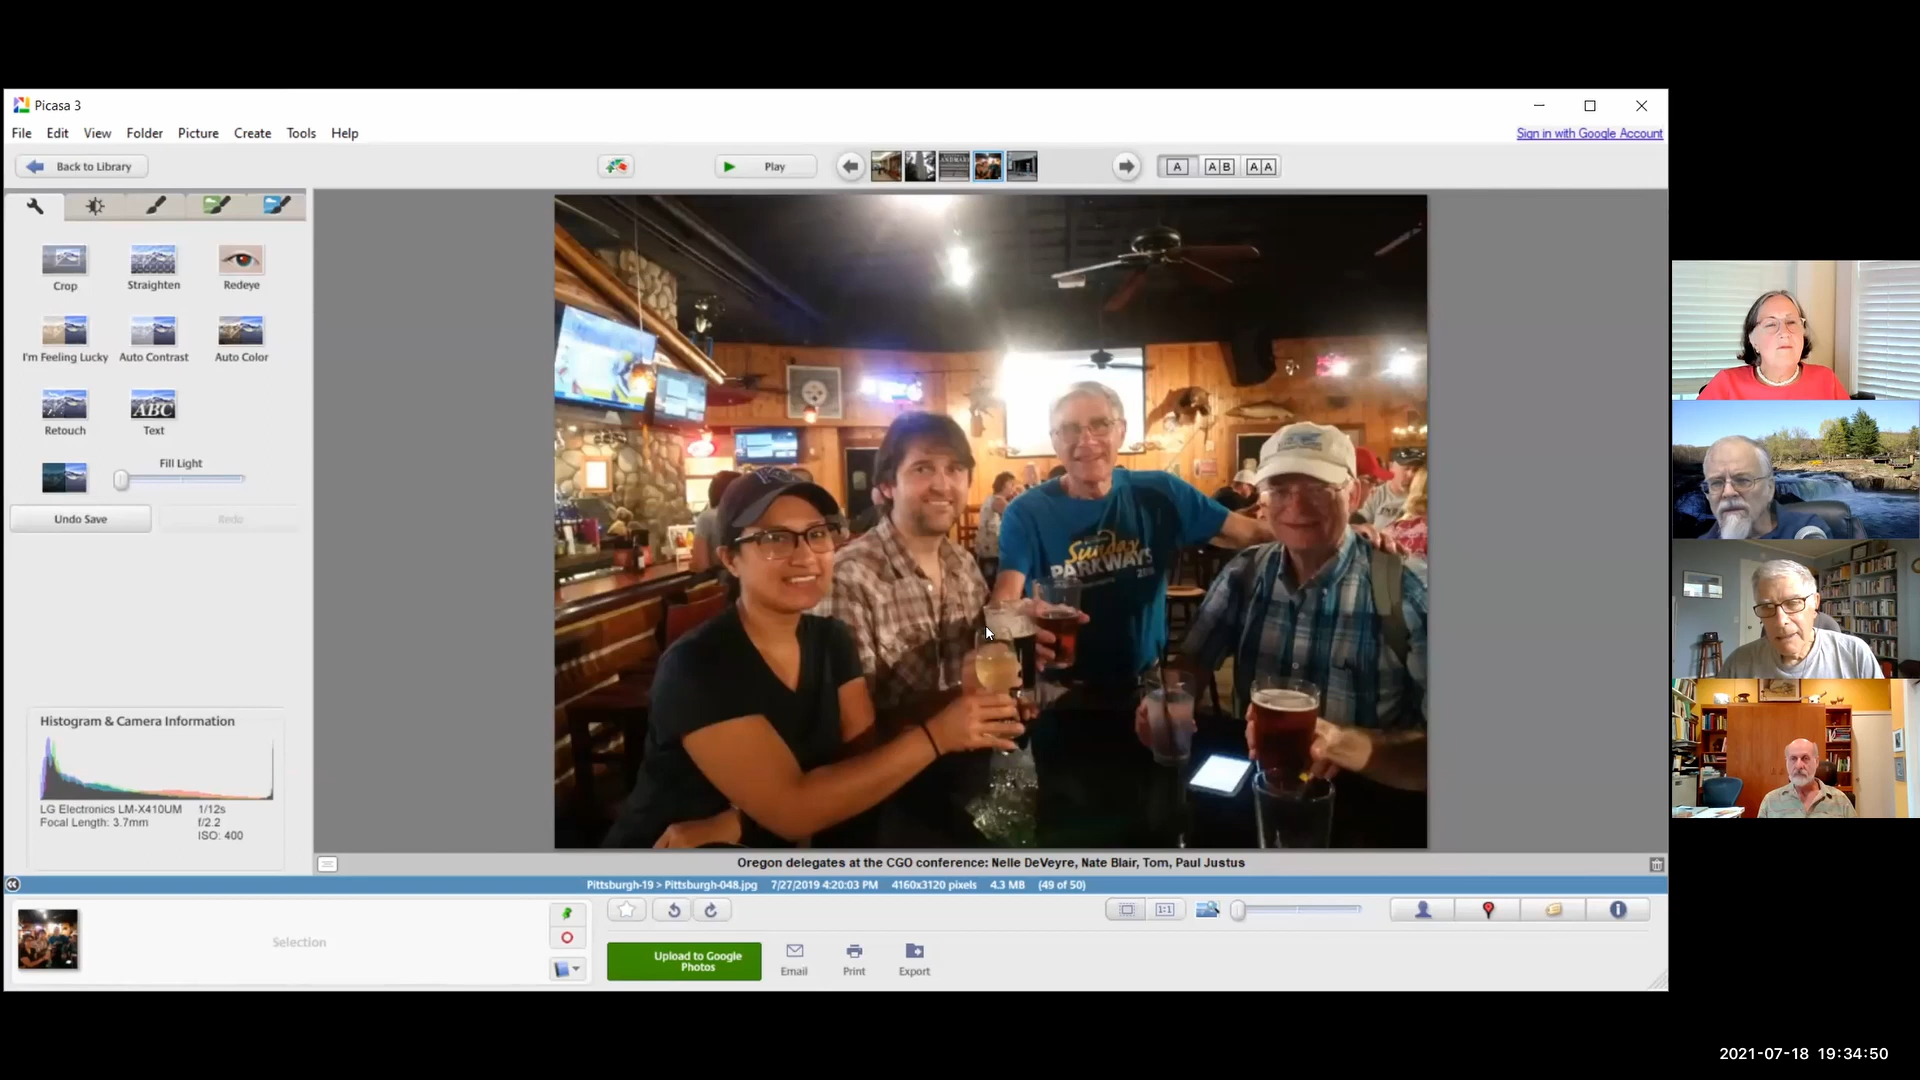 Picasa 3
File Edit View Folder Picture Create Tools Help
Sign in with Google Account
Back to Library
Play
A
A B
A A
LANDMARK
Crop
Straighten
Redeye
I'm Feeling Lucky
Auto Contrast
Auto Color
ABC
Retouch
Text
Fill Light
Undo Save
Redo
Sunday
PARKWAYS
Histogram & Camera Information
LG Electronics LM-X410UM 1/12s
Focal Length: 3.7mm f/2.2
ISO: 400
Oregon delegates at the CGO conference: Nelle DeVeyre, Nate Blair, Tom, Paul Justus
Pittsburgh-19 > Pittsburgh-048.jpg 7/27/2019 4:20:03 PM 4160x3120 pixels 4.3 MB (49 of 50)
1:1
Selection
Upload to Google
Photos
Email
Print
Export
2021-07-18 19:34:50